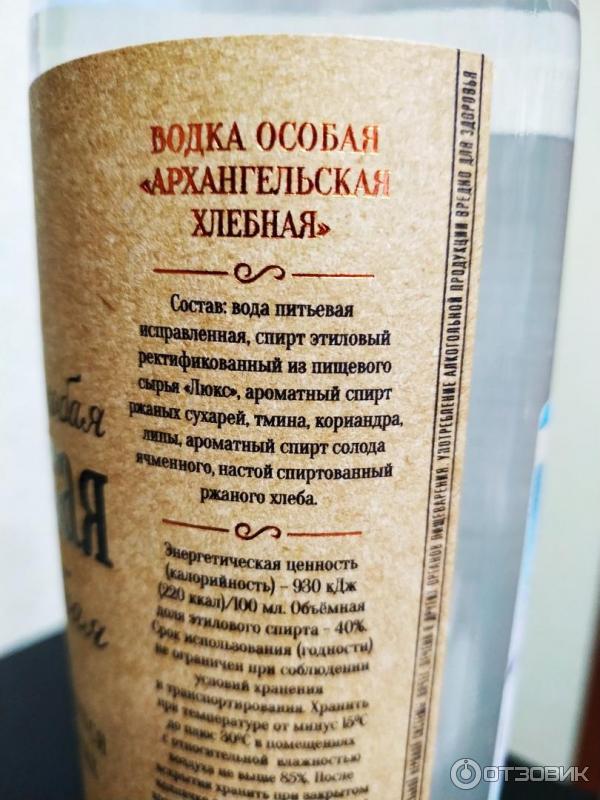 ВОДКА ОСОБАЯ
«АРХАНГЕЛЬСКАЯ
ХЛЕБНАЯ»
Состав: вода питьевая
исправленная, спирт этиловый
ректификованный из пищевого
сырья «Люкс», ароматный спирт
ржаных сухарей, тмина, кориандра,
липы, ароматный спирт солода
ячменного, настой спиртованный
ржаного хлеба.
Энергетическая ценность
(калорийность) – 930 кДж
(220 ккал)/100 мл. Объёмная
доля этилового спирта – 40%.
Срок использования (годности)
не ограничен при соблюдении
условий хранения
и транспортирования. Хранить
при температуре от минус 15°С
до плюс 30°С в помещениях
с относительной влажностью
воздуха не выше 85%. После
вскрытия хранить при закрытом
УПОТРЕБЛЕНИЕ АЛКОГОЛЬНОЙ ПРОДУКЦИИ ВРЕДНО ДЛЯ ЗДОРОВЬЯ
ОРГАНОВ ПИЩЕВАРЕНИЯ.
ОТЗОВИК